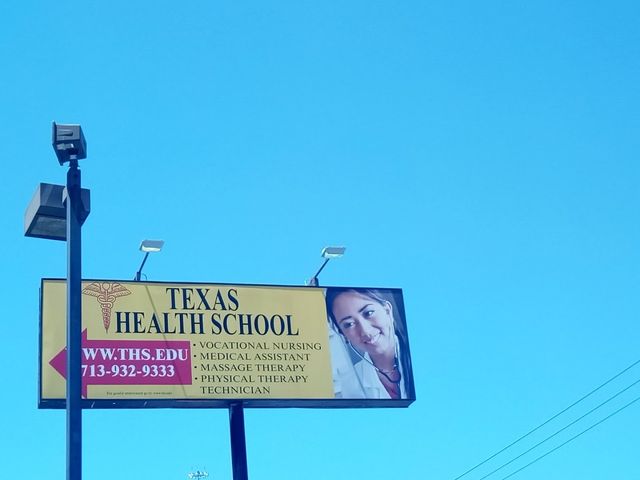 TEXAS
HEALTH SCHOOL
WWW.THS.EDU
713-932-9333
• VOCATIONAL NURSING
• MEDICAL ASSISTANT
• MASSAGE THERAPY
• PHYSICAL THERAPY
TECHNICIAN